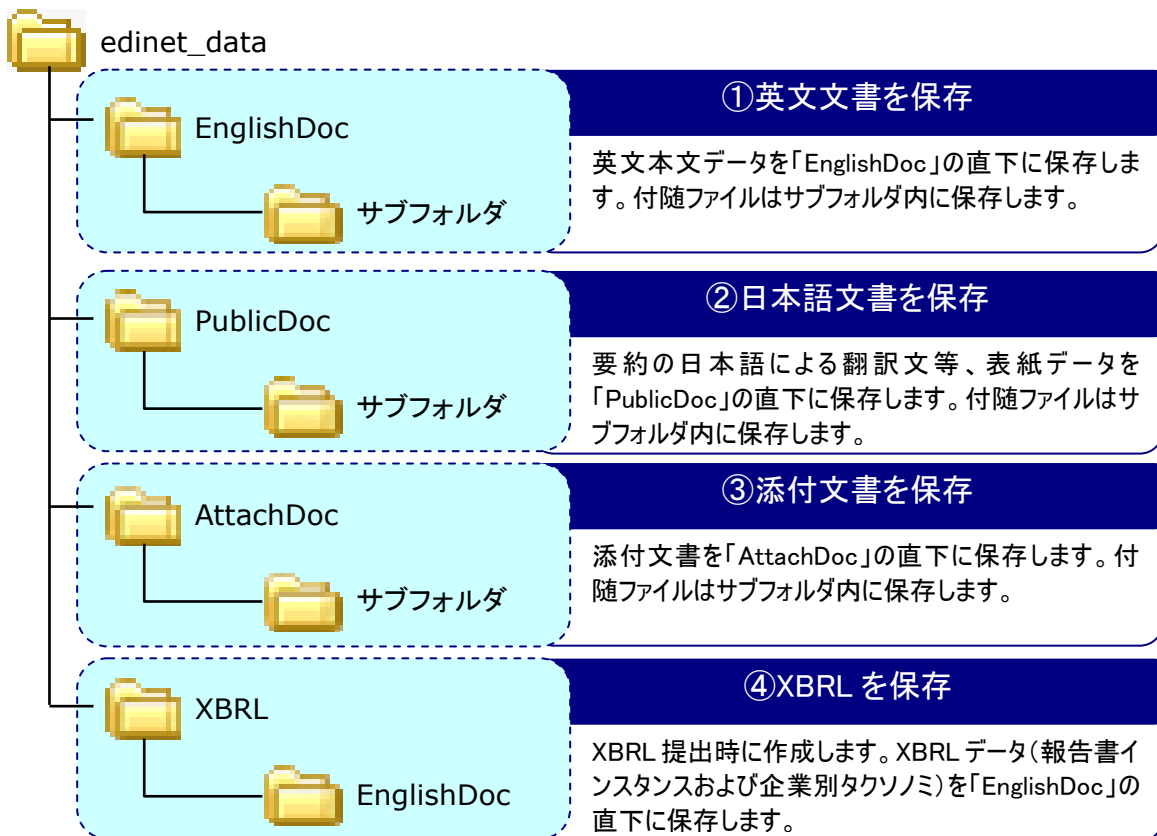 edinet_data
①英文文書を保存
EnglishDoc
英文本文データを「EnglishDoc」の直下に保存しま
す。付随ファイルはサブフォルダ内に保存します。
サブフォルダ
②日本語文書を保存
PublicDoc
要約の日本語による翻訳文等、表紙データを
「PublicDoc」の直下に保存します。付随ファイルはサ
ブフォルダ内に保存します。
サブフォルダ
③添付文書を保存
AttachDoc
添付文書を「AttachDoc」の直下に保存します。付
随ファイルはサブフォルダ内に保存します。
サブフォルダ
④XBRL を保存
XBRL
XBRL 提出時に作成します。XBRL データ(報告書イ
ンスタンスおよび企業別タクソノミ)を「EnglishDoc」の
直下に保存します。
EnglishDoc